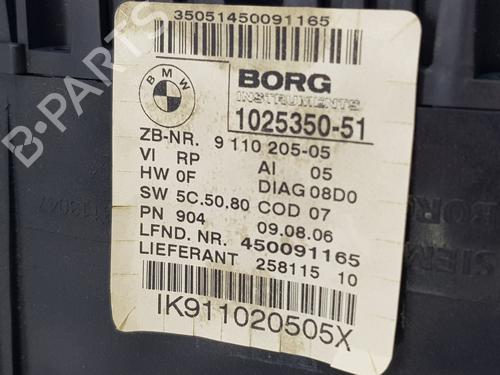 35051450091165
BMW
BORG
INSTRUMENTS
1025350-51
ZB-NR. 9 110 205-05
VI RP AI 05
HW 0F DIAG 08D0
SW 5C.50.80 COD 07
PN 904 09.08.06
LFND. NR. 450091165
LIEFERANT 258115 10
IK911020505X
B-PARTS
SIEM
BORG